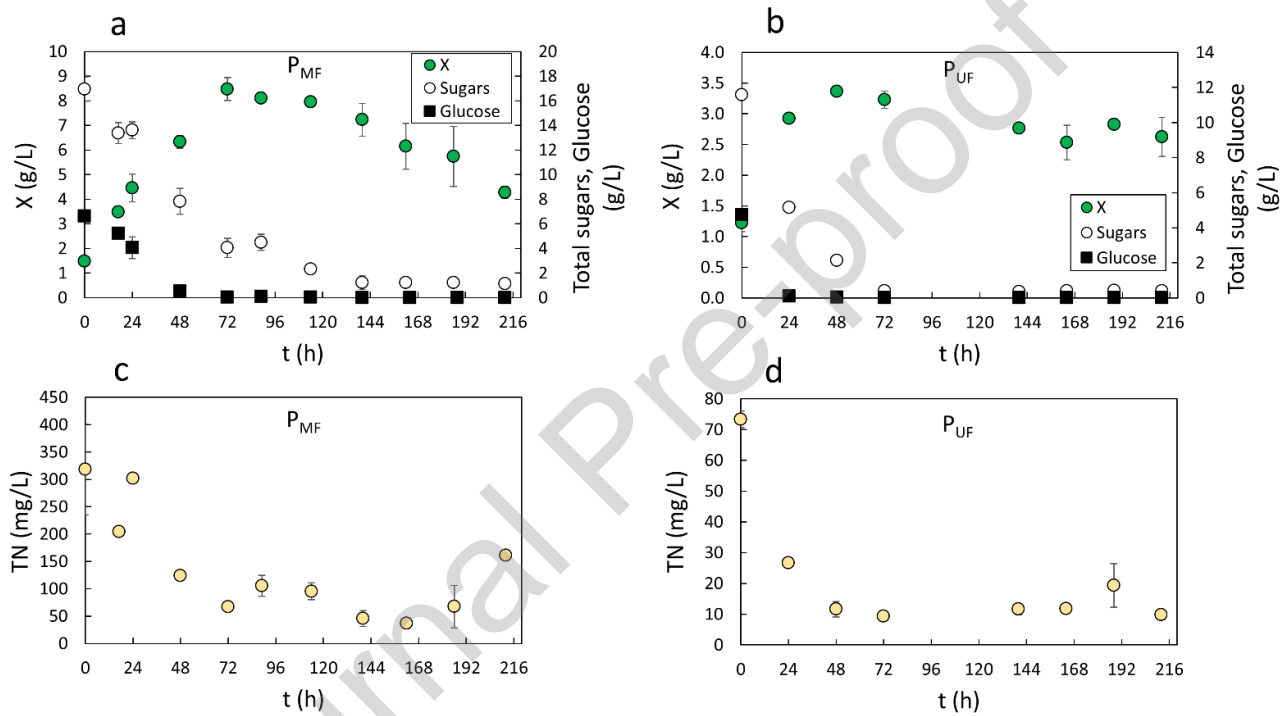 a
P_MF
X
Sugars
Glucose
10
9
8
7
6
5
4
3
2
1
0
20
18
16
14
12
10
8
6
4
2
0
X (g/L)
Total sugars, Glucose
(g/L)
0 24 48 72 96 120 144 168 192 216
t (h)
b
P_UF
X
Sugars
Glucose
4.0
3.5
3.0
2.5
2.0
1.5
1.0
0.5
0.0
14
12
10
8
6
4
2
0
X (g/L)
Total sugars, Glucose
(g/L)
0 24 48 72 96 120 144 168 192 216
t (h)
c
P_MF
450
400
350
300
250
200
150
100
50
0
TN (mg/L)
0 24 48 72 96 120 144 168 192 216
t (h)
d
P_UF
80
70
60
50
40
30
20
10
0
TN (mg/L)
0 24 48 72 96 120 144 168 192 216
t (h)
urnal Pre-proof